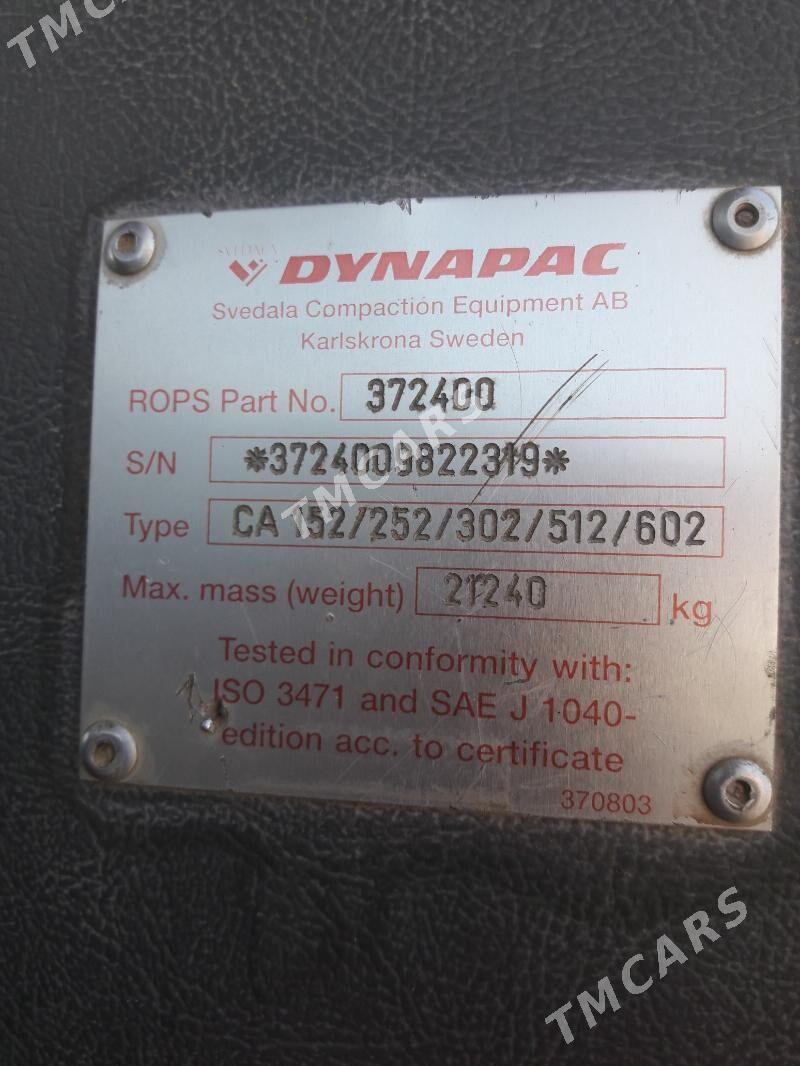 TMCARS
SVEDALA
DYNAPAC
Svedala Compaction Equipment AB
Karlskrona Sweden
ROPS Part No. 372400
S/N *3724009822319*
TMCARS
Type CA 152/252/302/512/602
Max. mass (weight) 21240 kg
Tested in conformity with:
ISO 3471 and SAE J 1040-
edition acc. to certificate
370803
TMCARS